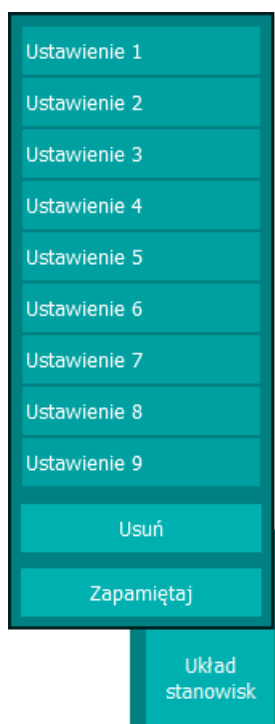 Ustawienie 1
Ustawienie 2
Ustawienie 3
Ustawienie 4
Ustawienie 5
Ustawienie 6
Ustawienie 7
Ustawienie 8
Ustawienie 9
Usuń
Zapamiętaj
Układ
stanowisk